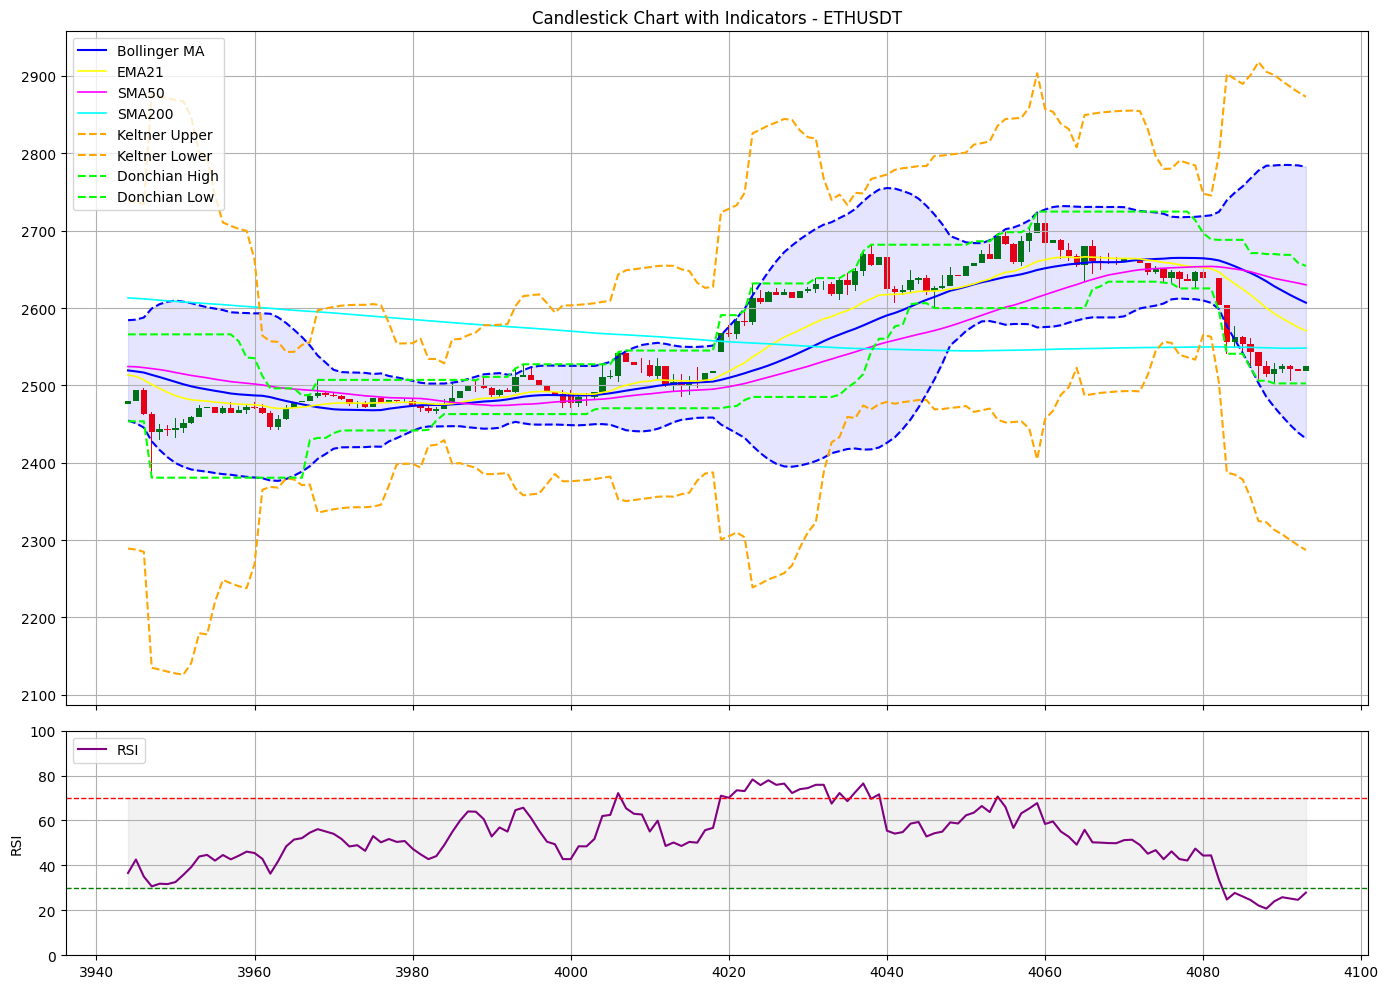 Candlestick Chart with Indicators - ETHUSDT
Bollinger MA
EMA21
SMA50
SMA200
Keltner Upper
Keltner Lower
Donchian High
Donchian Low
2900
2800
2700
2600
2500
2400
2300
2200
2100
RSI
RSI
100
80
60
40
20
0
3940
3960
3980
4000
4020
4040
4060
4080
4100